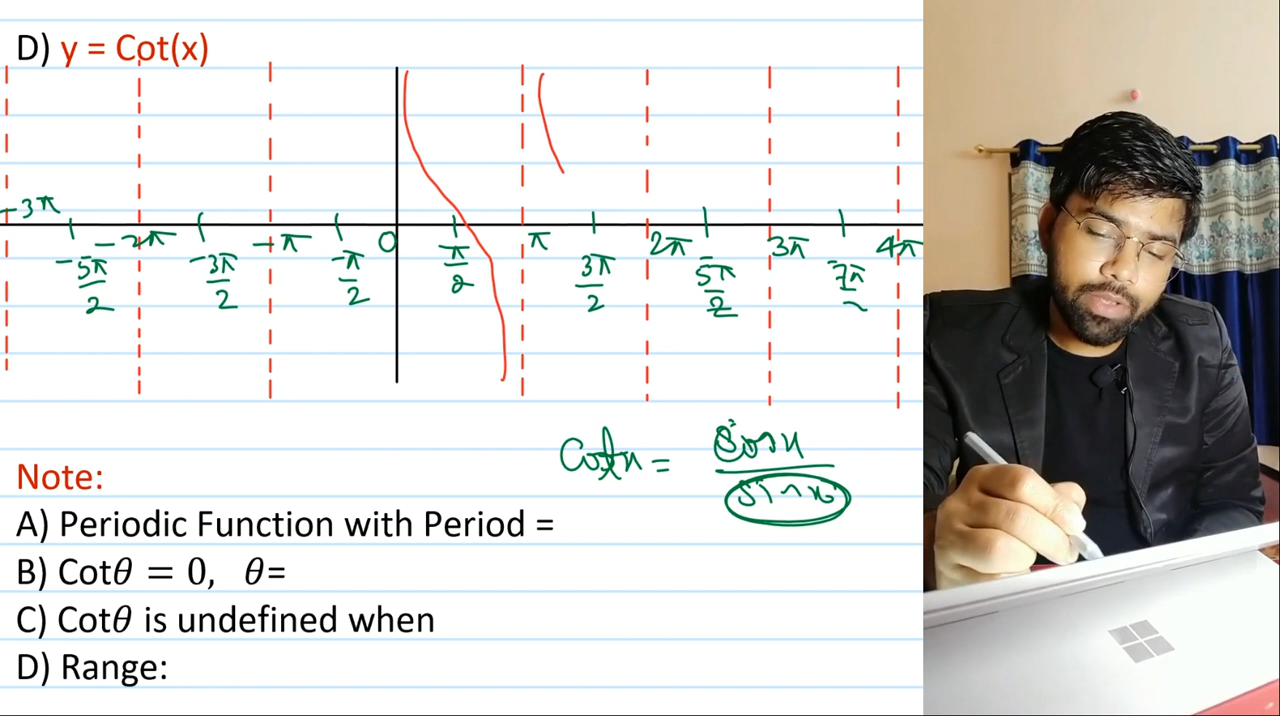 D) y = Cot(x)
-3π
-5π/2 -2π -3π/2 -π -π/2 0 π/2 π 3π/2 2π 5π/2 3π 7π/2 4π
Cotx = Cosx / sinx
Note:
A) Periodic Function with Period =
B) Cotθ = 0, θ=
C) Cotθ is undefined when
D) Range: